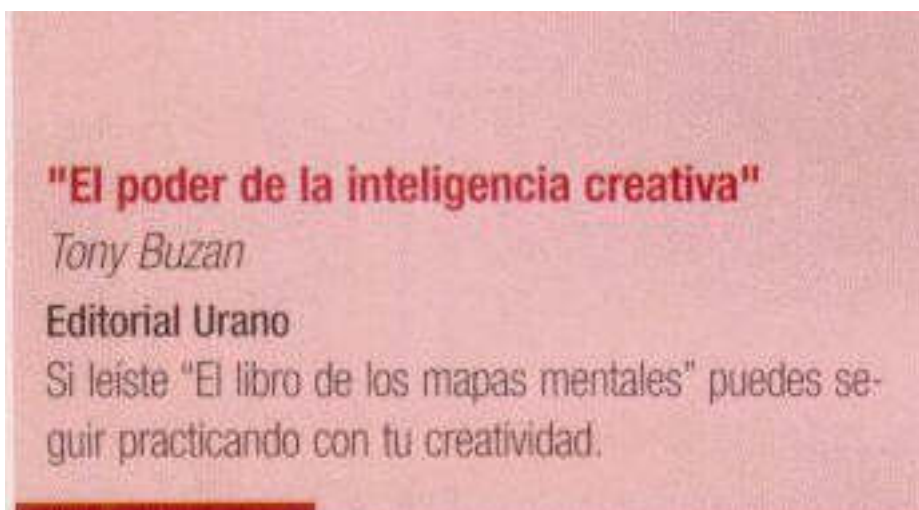 "El poder de la inteligencia creativa"
Tony Buzan
Editorial Urano
Si leíste “El libro de los mapas mentales” puedes se-
guir practicando con tu creatividad.